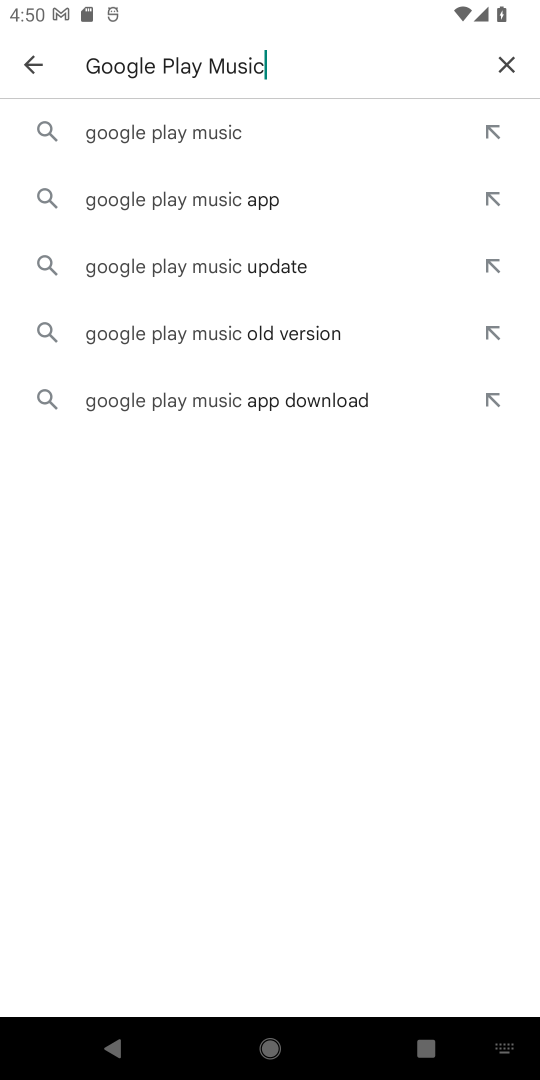 4:50
Google Play Music
google play music
google play music app
google play music update
google play music old version
google play music app download